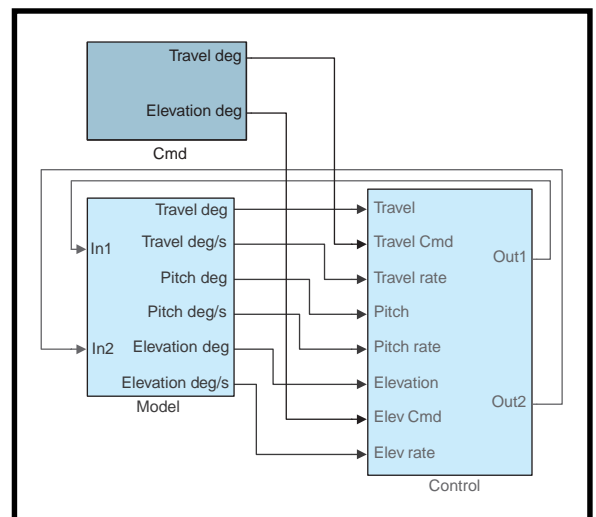 Travel deg
Elevation deg
Cmd
In1
In2
Travel deg
Travel deg/s
Pitch deg
Pitch deg/s
Elevation deg
Elevation deg/s
Model
Travel
Travel Cmd
Travel rate
Pitch
Pitch rate
Elevation
Elev Cmd
Elev rate
Out1
Out2
Control